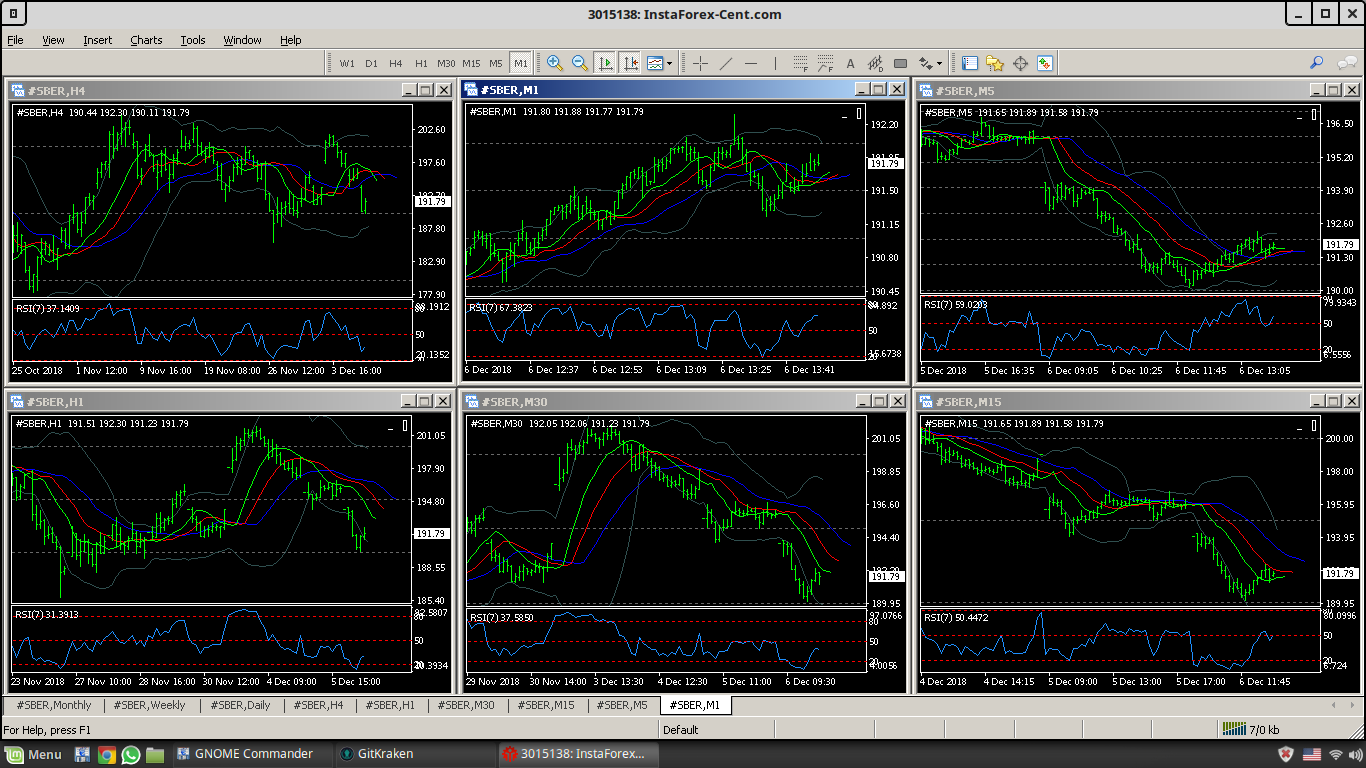 3015138: InstaForex-Cent.com
File View Insert Charts Tools Window Help
W1 D1 H4 H1 M30 M15 M5 M1
#SBER,H4
#SBER,H4 190.44 192.30 190.11 191.79
202.60
197.60
191.79
187.80
182.90
177.90
RSI(7) 37.1409
50
20.1352
25 Oct 2018 1 Nov 12:00 9 Nov 16:00 19 Nov 08:00 26 Nov 12:00 3 Dec 16:00
#SBER,M1
#SBER,M1 191.80 191.88 191.77 191.79
192.20
191.79
191.50
191.15
190.80
190.45
RSI(7) 67.3823
50
15.6738
6 Dec 2018 6 Dec 12:37 6 Dec 12:53 6 Dec 13:09 6 Dec 13:25 6 Dec 13:41
#SBER,M5
#SBER,M5 191.65 191.89 191.58 191.79
196.50
195.20
193.90
192.60
191.79
191.30
190.00
RSI(7) 59.0203
79.9343
50
20
6.5556
5 Dec 2018 5 Dec 16:35 6 Dec 09:05 6 Dec 10:25 6 Dec 11:45 6 Dec 13:05
#SBER,H1
#SBER,H1 191.51 192.30 191.23 191.79
201.05
197.90
194.80
191.79
188.55
185.40
RSI(7) 31.3913
82.5807
80
50
23 Nov 2018 27 Nov 10:00 28 Nov 16:00 30 Nov 12:00 4 Dec 09:00 5 Dec 15:00
#SBER,M30
#SBER,M30 192.05 192.06 191.23 191.79
201.05
198.85
196.60
194.40
191.79
189.95
RSI(7) 37.5850
97.0766
80
50
4.0056
29 Nov 2018 30 Nov 14:00 3 Dec 13:30 4 Dec 12:30 5 Dec 11:00 6 Dec 09:30
#SBER,M15
#SBER,M15 191.65 191.89 191.58 191.79
200.00
198.00
195.95
193.95
191.79
189.95
RSI(7) 50.4472
80.0996
50
20
6.724
4 Dec 2018 4 Dec 14:15 5 Dec 09:00 5 Dec 13:00 5 Dec 17:00 6 Dec 11:45
#SBER,Monthly #SBER,Weekly #SBER,Daily #SBER,H4 #SBER,H1 #SBER,M30 #SBER,M15 #SBER,M5 #SBER,M1
For Help, press F1 Default 7/0 kb
Menu GNOME Commander GitKraken 3015138: InstaForex...